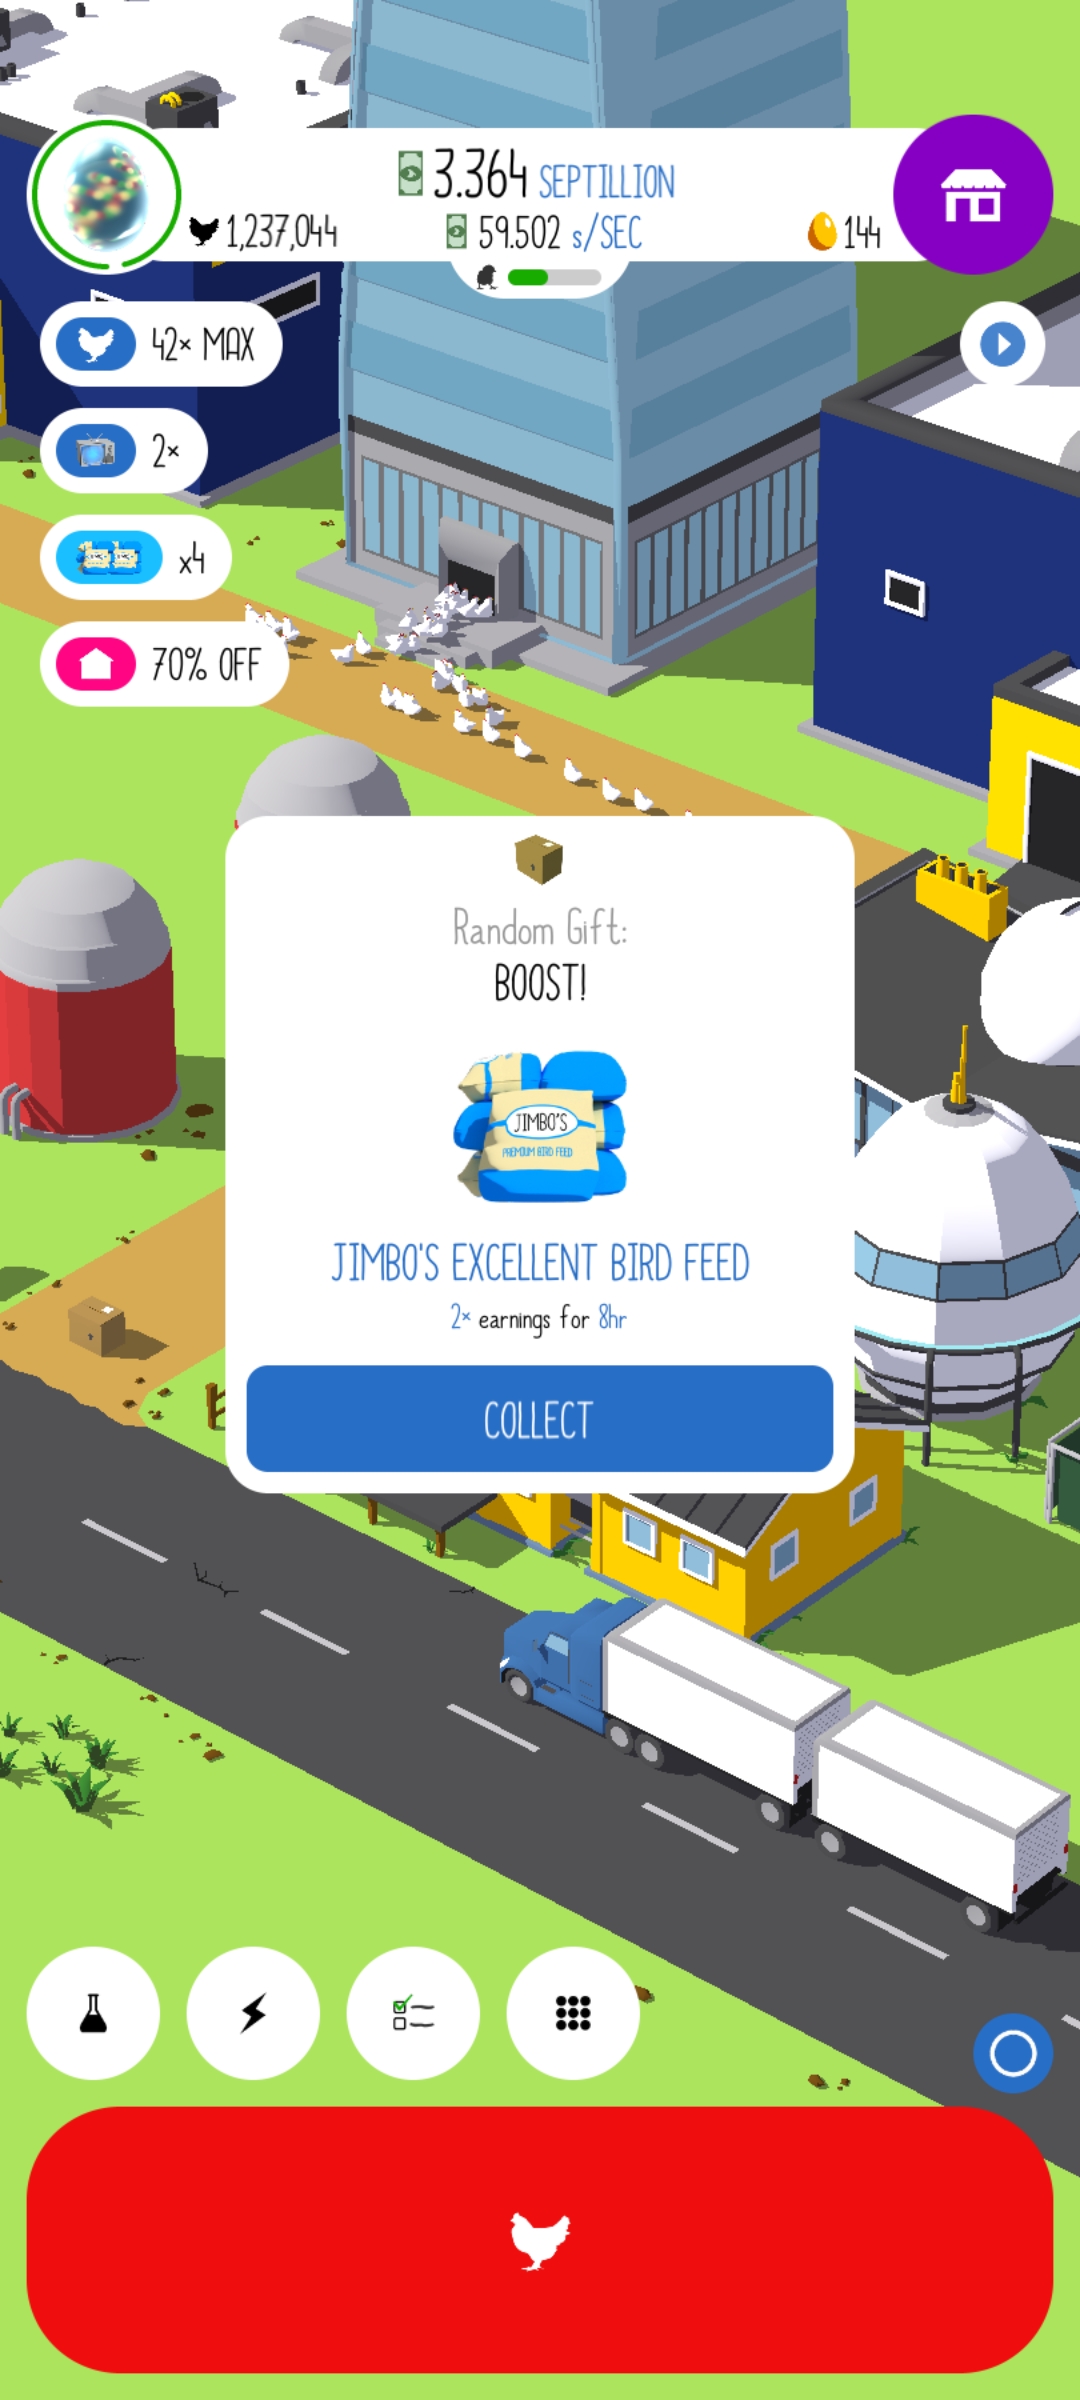 3.364 SEPTILLION
1,237,044
59.502 s/SEC
144
42× MAX
2×
x4
70% OFF
Random Gift:
BOOST!
JIMBO'S
PREMIUM BIRD FEED
JIMBO'S EXCELLENT BIRD FEED
2× earnings for 8hr
COLLECT